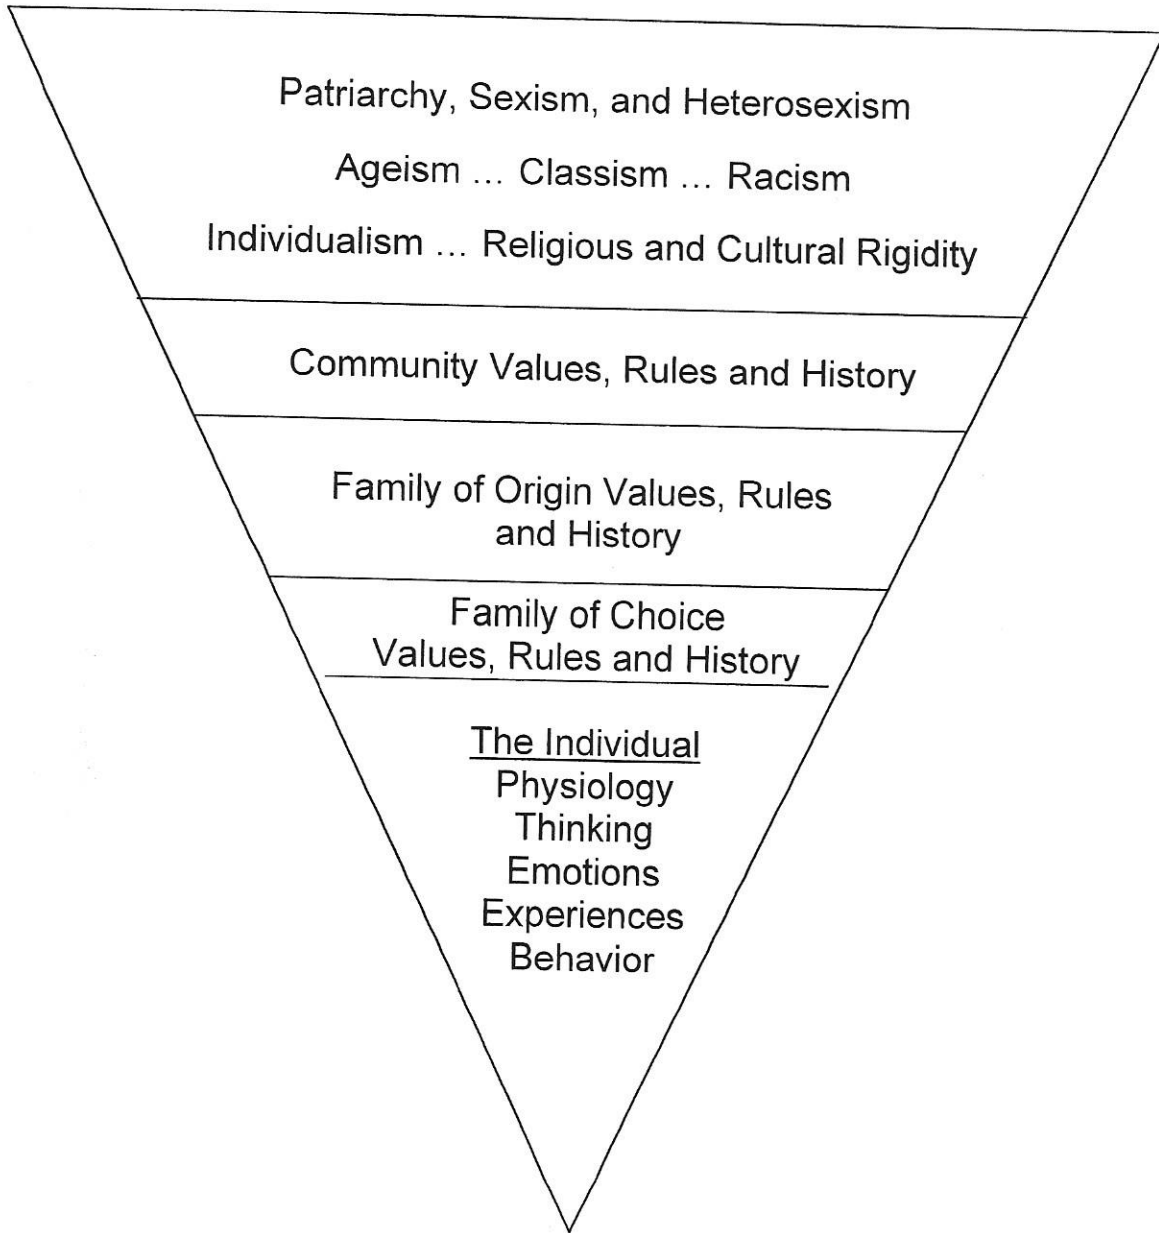 Patriarchy, Sexism, and Heterosexism
Ageism ... Classism ... Racism
Individualism ... Religious and Cultural Rigidity
Community Values, Rules and History
Family of Origin Values, Rules
and History
Family of Choice
Values, Rules and History
The Individual
Physiology
Thinking
Emotions
Experiences
Behavior